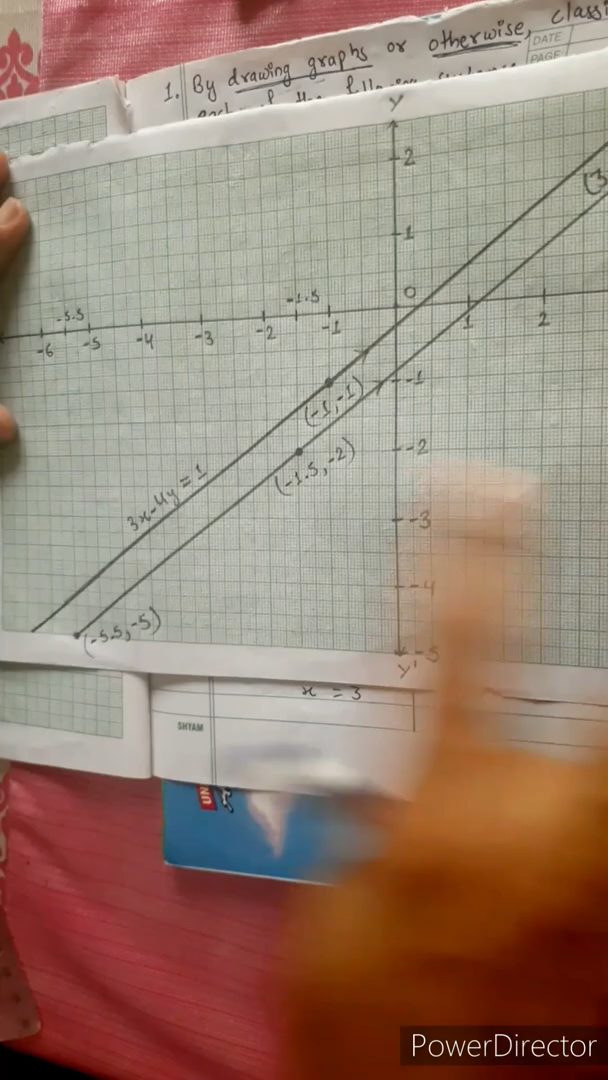 1. By drawing graphs or otherwise,
DATE
PAGE
Y
2
1
0
-5.5
-1.5
-6 -5 -4 -3 -2 -1
1 2
(3
-1
(-1,-1)
-2
(-1.5,-2)
3x-4y=1
-3
-4
(-5.5,-5)
-5
Y'
x = 3
SHYAM
UN
PowerDirector